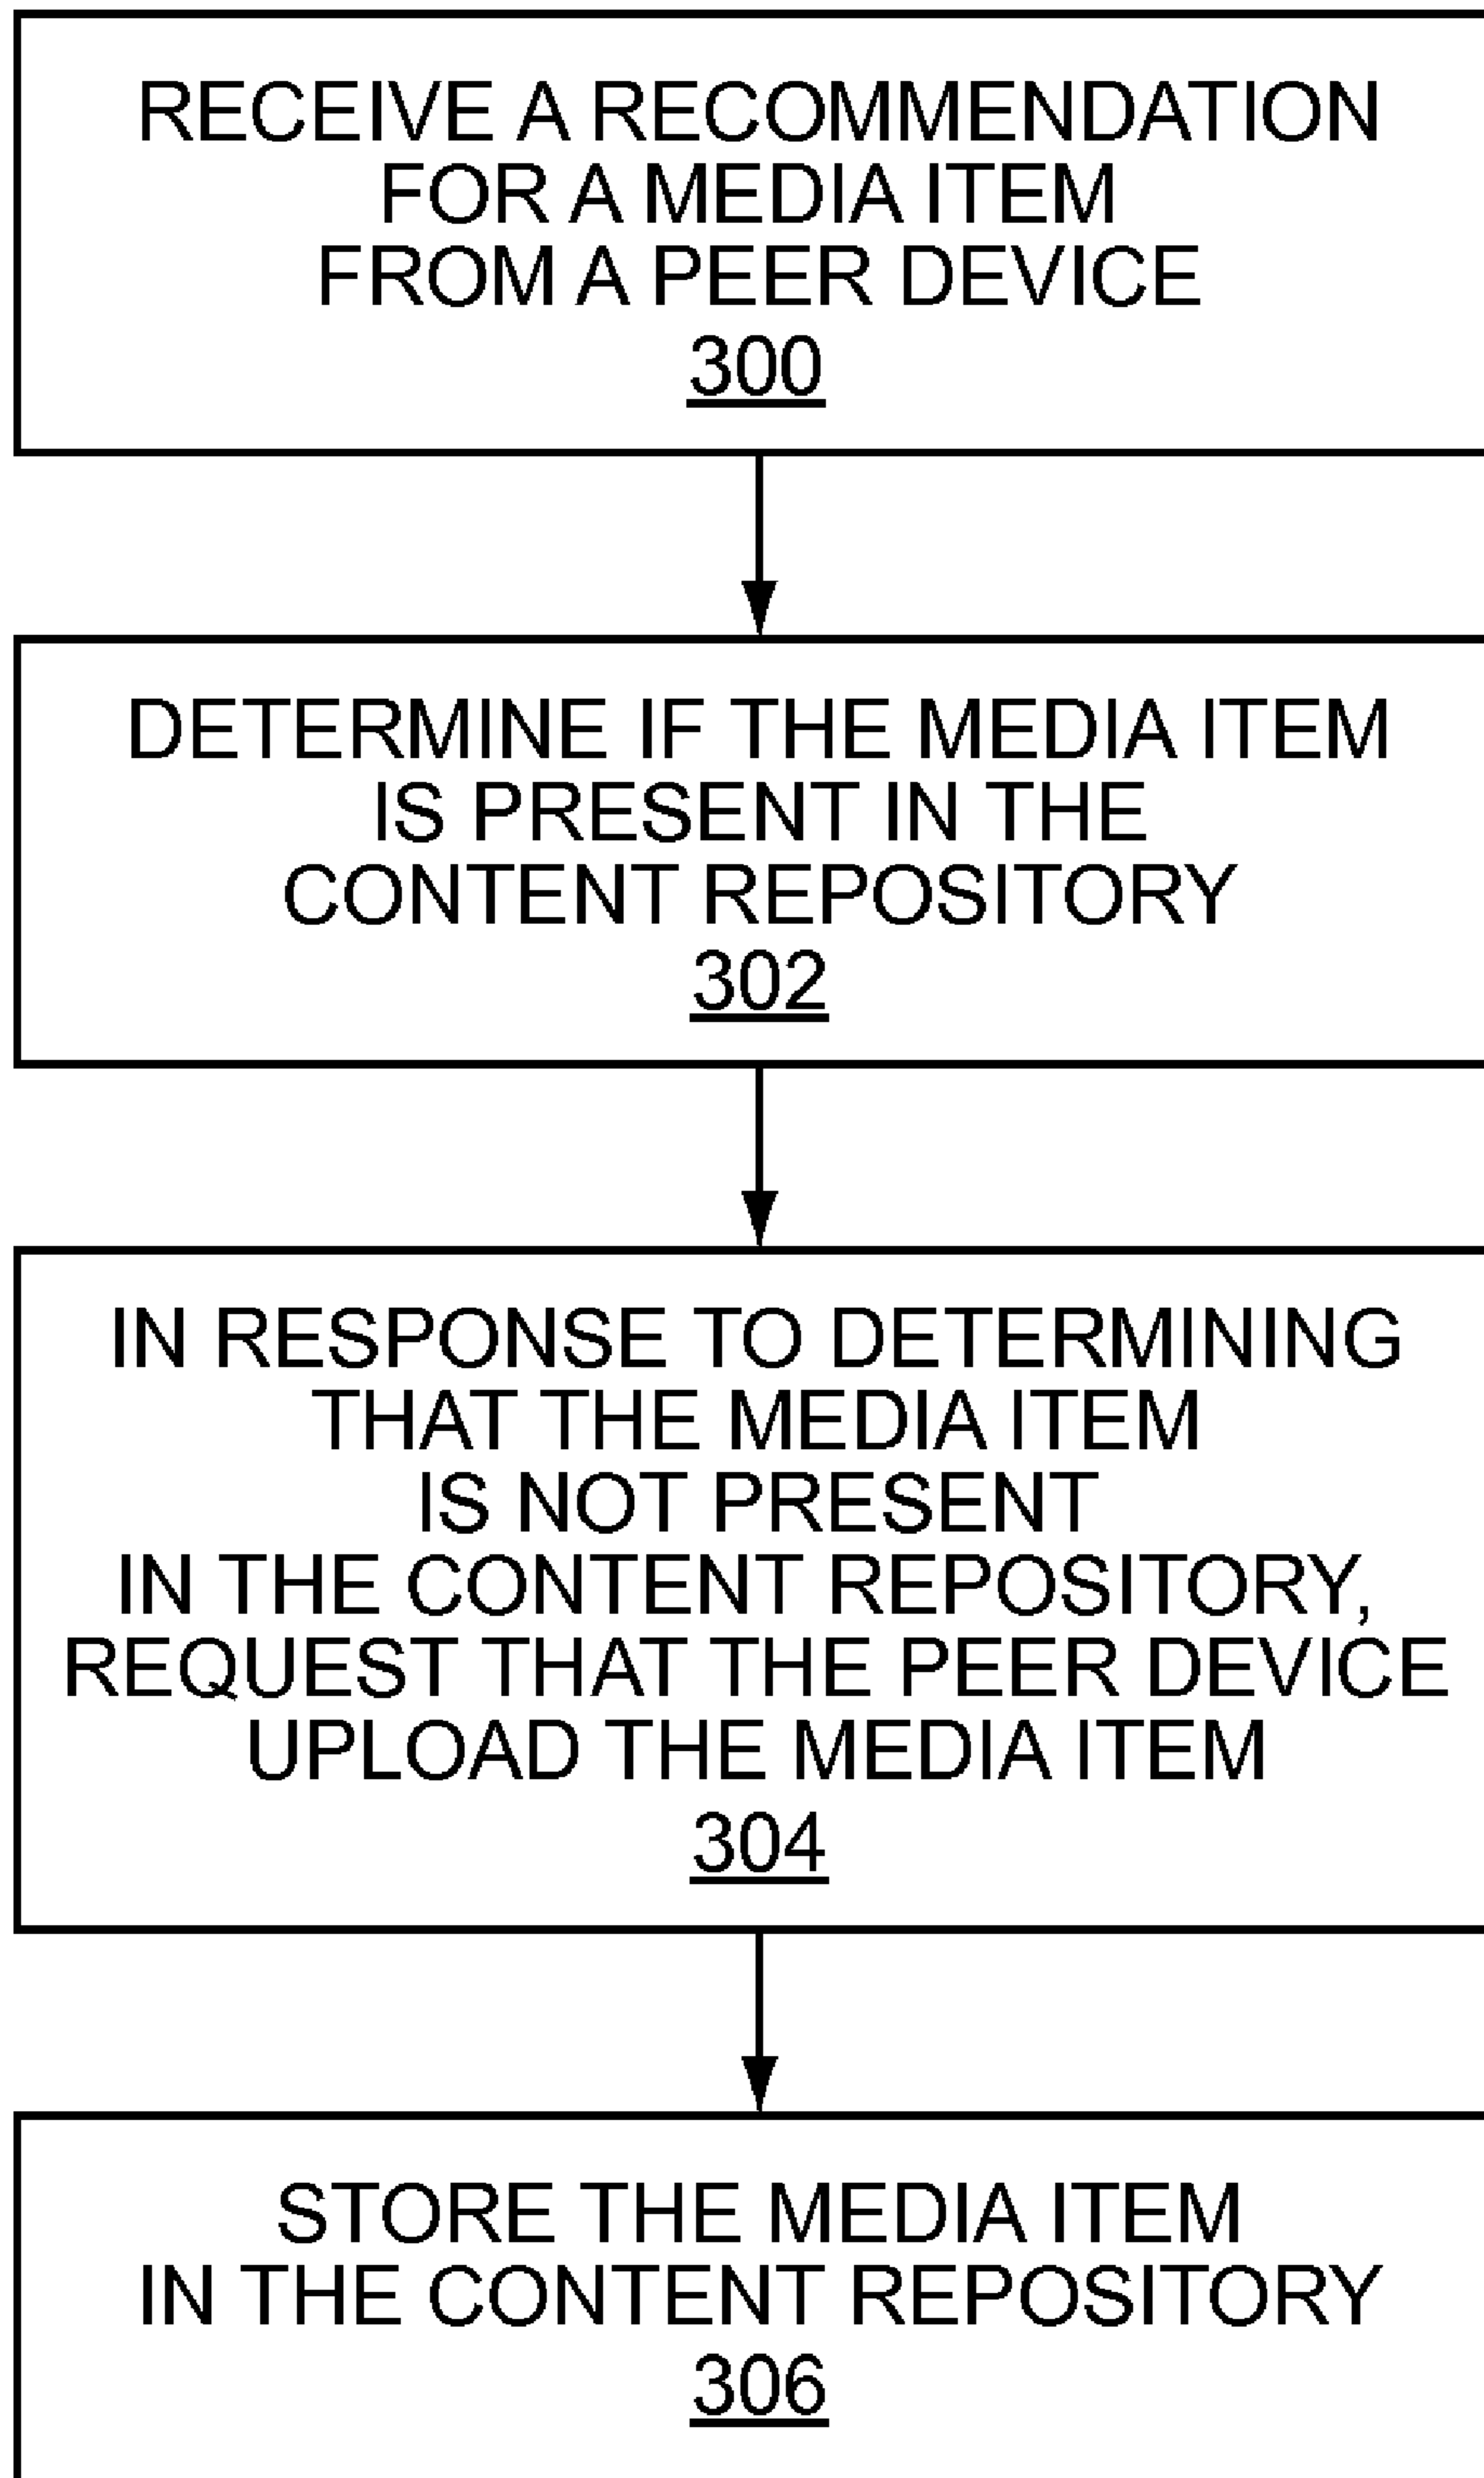 RECEIVE A RECOMMENDATION
FOR A MEDIA ITEM
FROM A PEER DEVICE
300
DETERMINE IF THE MEDIA ITEM
IS PRESENT IN THE
CONTENT REPOSITORY
302
IN RESPONSE TO DETERMINING
THAT THE MEDIA ITEM
IS NOT PRESENT
IN THE CONTENT REPOSITORY,
REQUEST THAT THE PEER DEVICE
UPLOAD THE MEDIA ITEM
304
STORE THE MEDIA ITEM
IN THE CONTENT REPOSITORY
306